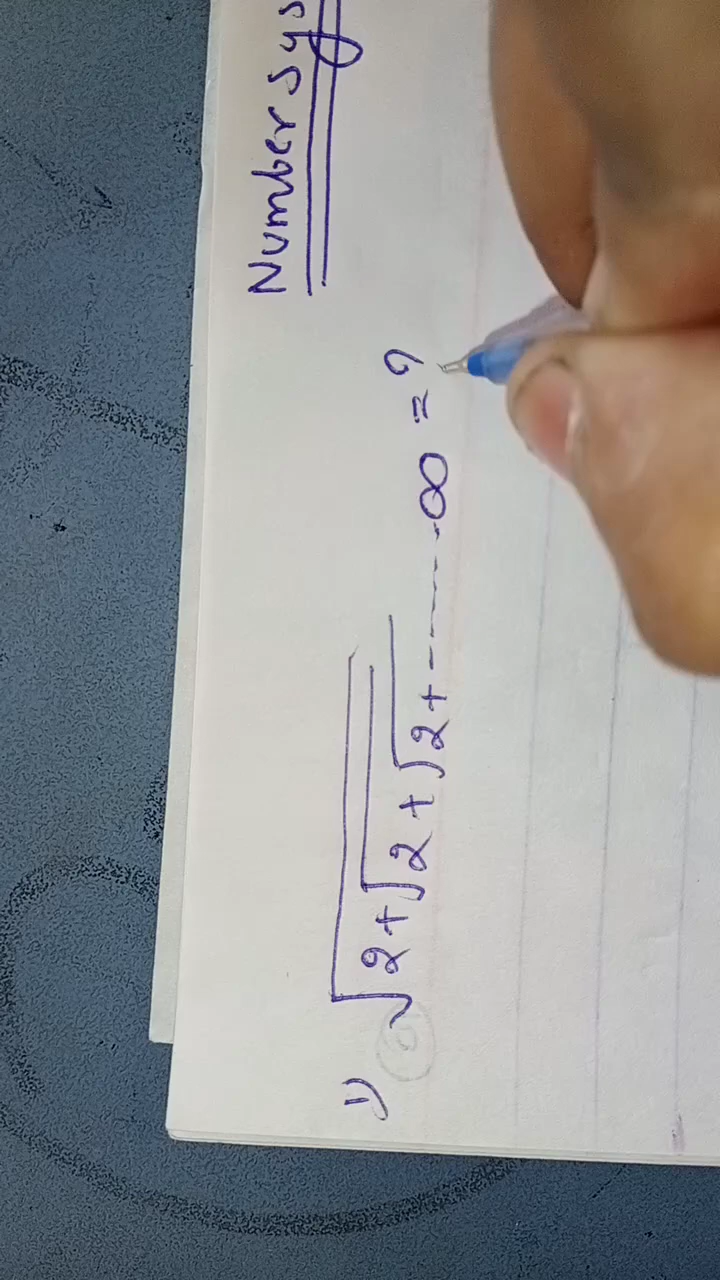 Number Sys
1) √2+√2+√2+-------∞ = ?